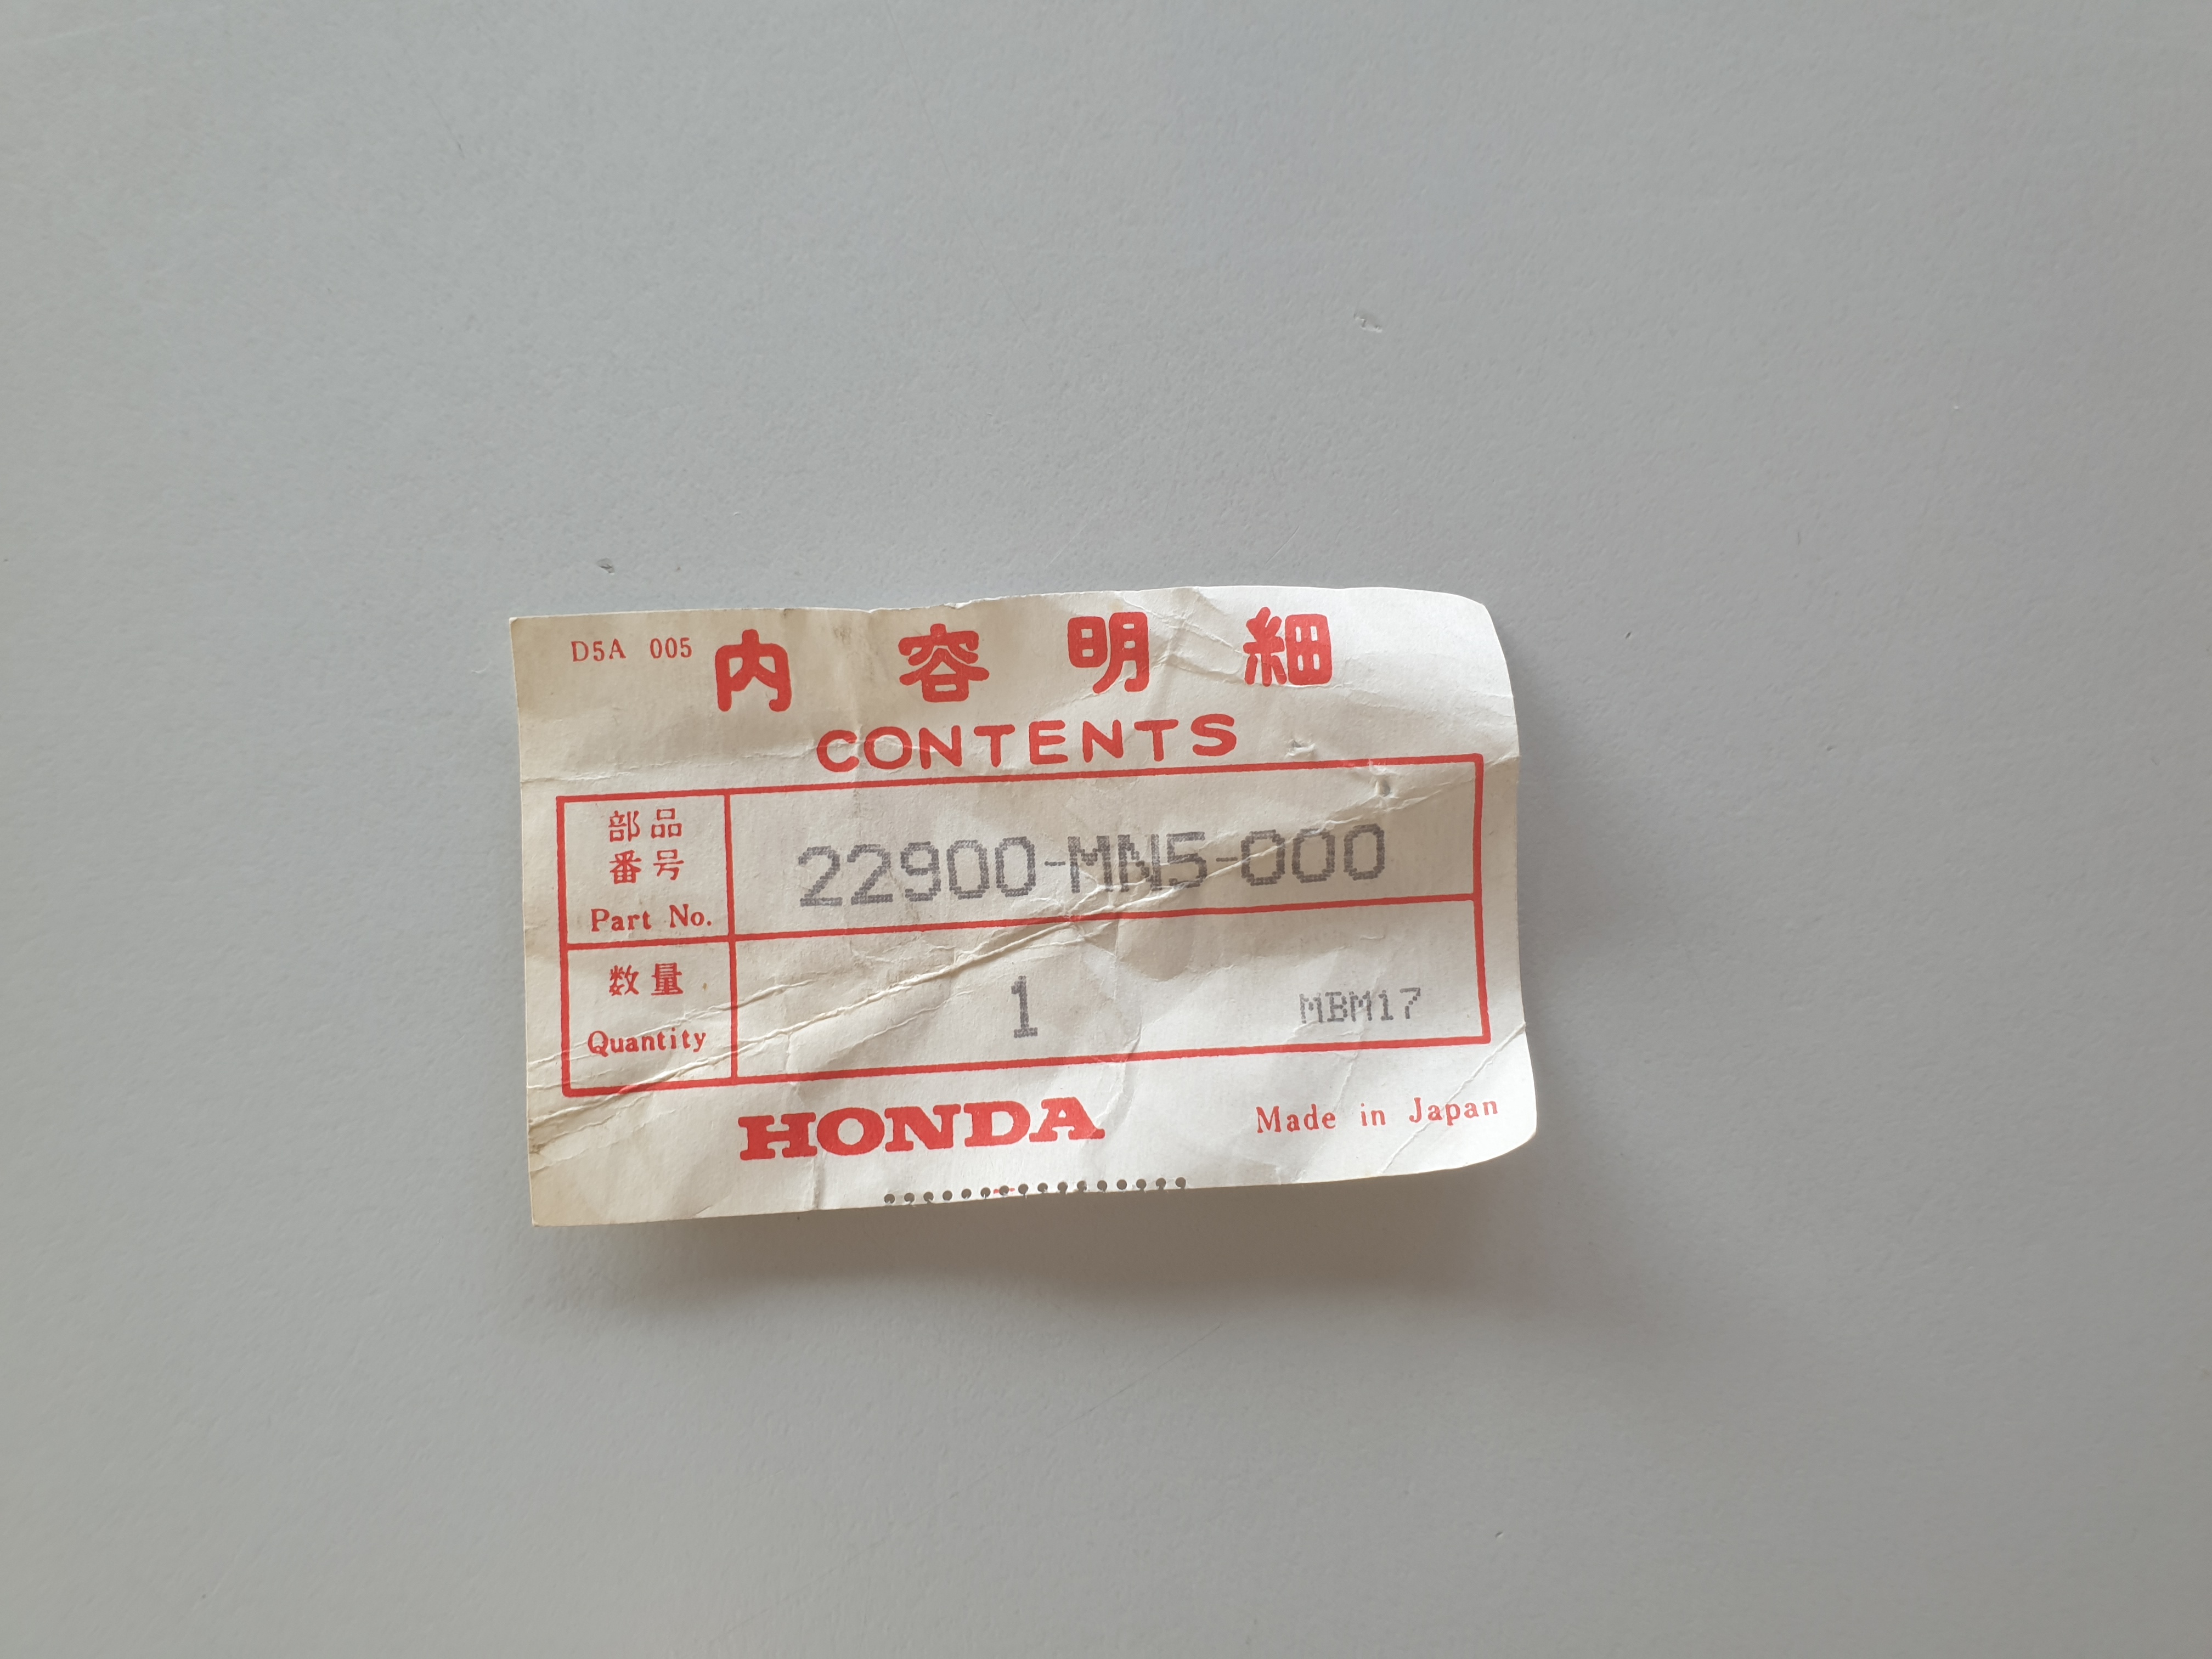 D5A 005
内容明細
CONTENTS
部品
番号
Part No.
22900-MN5-000
数量
Quantity
1
MBM17
HONDA
Made in Japan